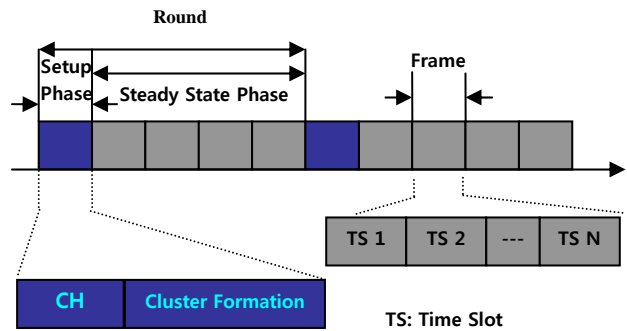 Round
Setup
Phase
Steady State Phase
Frame
TS 1
TS 2
---
TS N
CH
Cluster Formation
TS: Time Slot